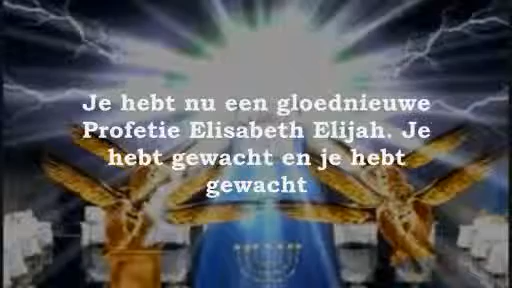 Je hebt nu een gloednieuwe
Profetie Elisabeth Elijah. Je
hebt gewacht en je hebt
gewacht